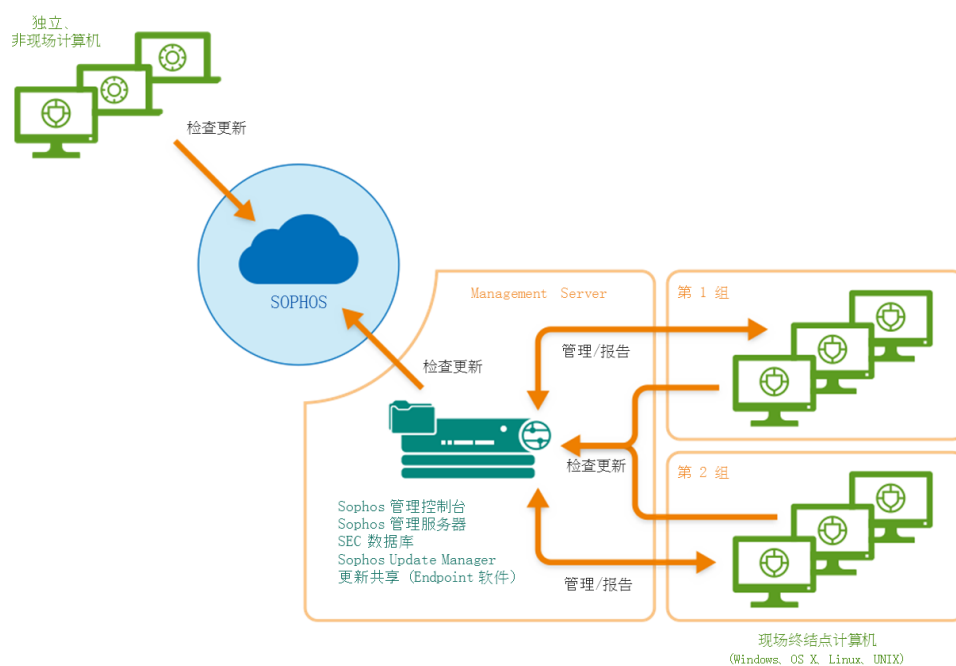 独立、
非现场计算机
检查更新
SOPHOS
Management Server
第 1 组
管理/报告
检查更新
检查更新
第 2 组
Sophos 管理控制台
Sophos 管理服务器
SEC 数据库
Sophos Update Manager
更新共享 (Endpoint 软件)
管理/报告
现场终结点计算机
(Windows、OS X、Linux、UNIX)